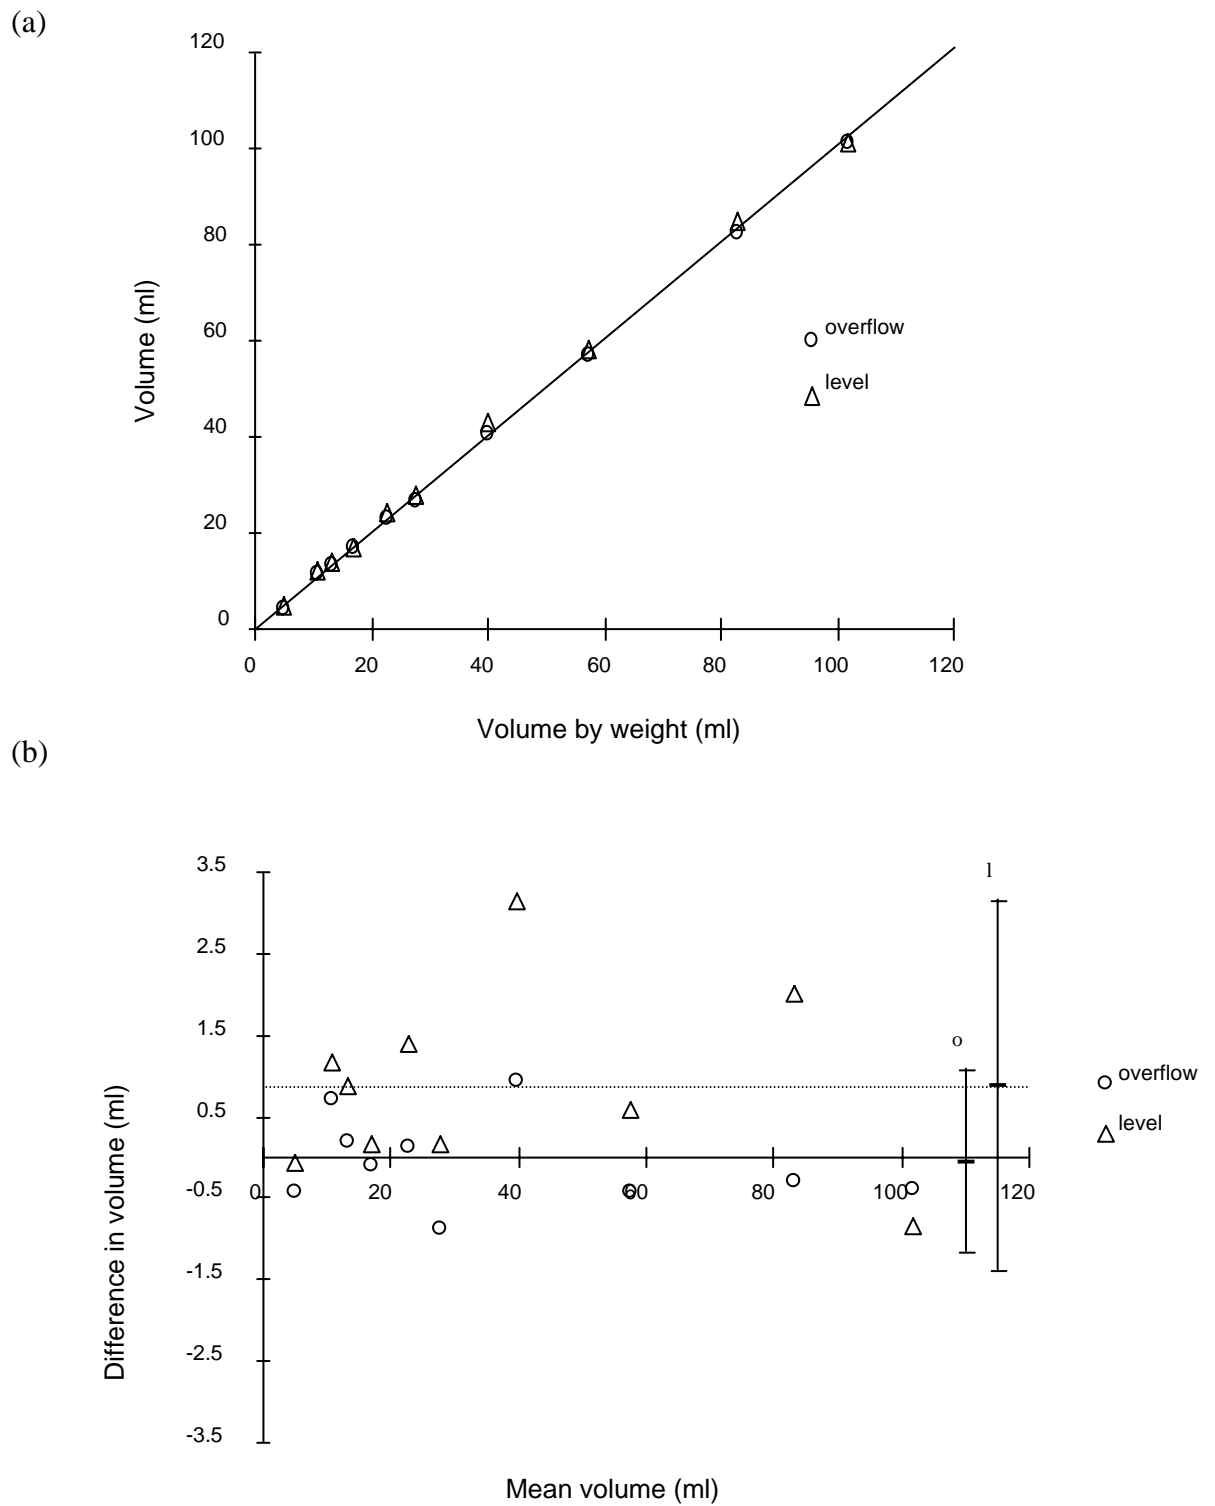 (a)
120
100
80
60
40
20
0
Volume (ml)
overflow
level
0 20 40 60 80 100 120
Volume by weight (ml)
(b)
3.5
2.5
1.5
0.5
-0.5
-1.5
-2.5
-3.5
Difference in volume (ml)
l
o
overflow
level
0 20 40 60 80 100 120
Mean volume (ml)